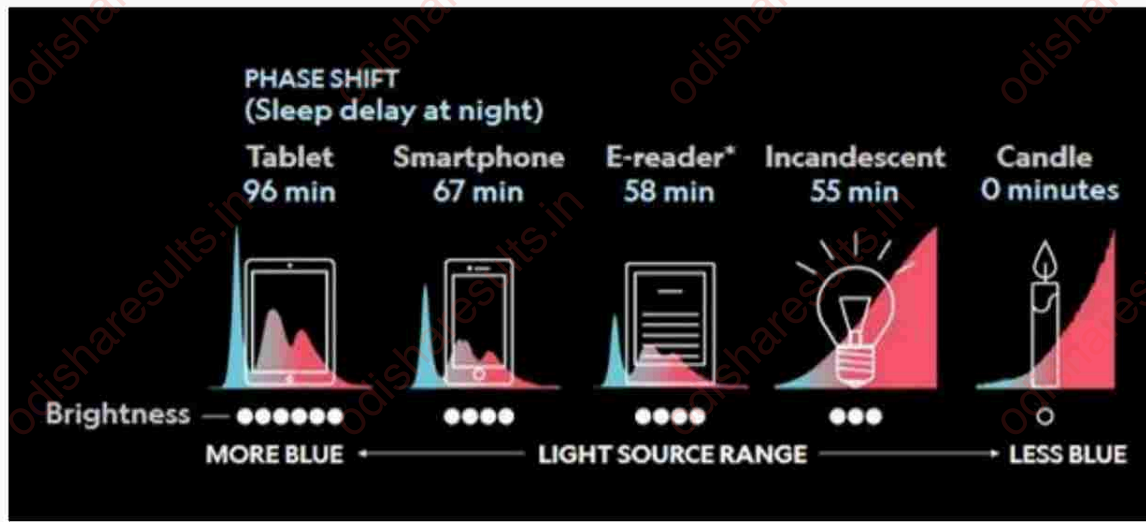 PHASE SHIFT
(Sleep delay at night)
Tablet Smartphone E-reader* Incandescent Candle
96 min 67 min 58 min 55 min 0 minutes
Brightness
MORE BLUE LIGHT SOURCE RANGE LESS BLUE
odisharesults.in